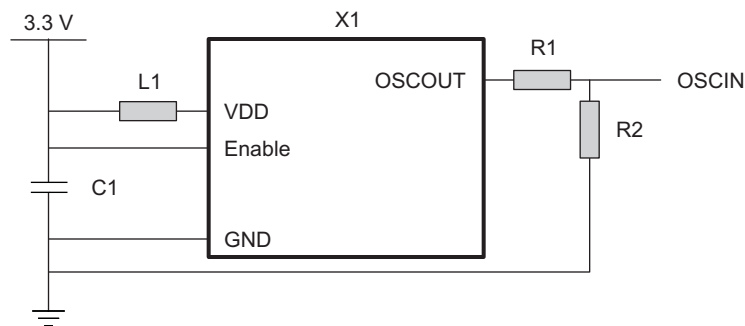 3.3 V
X1
R1
OSCOUT
OSCIN
L1
VDD
R2
Enable
C1
GND